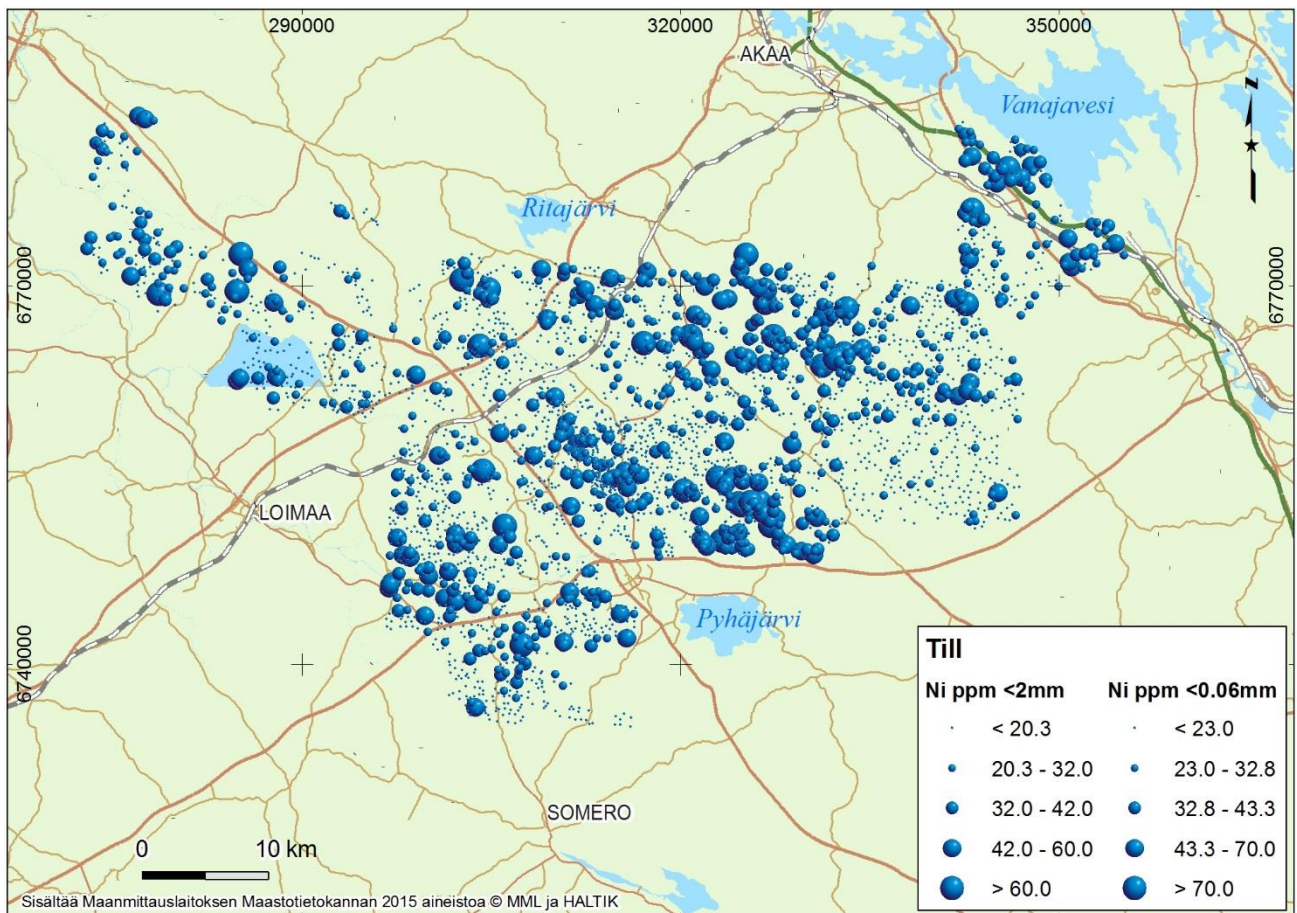 290000 320000 350000
AKAA
Vanajavesi
N
Ritajärvi
6770000 6770000
LOIMAA
Pyhäjärvi
6740000
SOMERO
0 10 km
Sisältää Maanmittauslaitoksen Maastotietokannan 2015 aineistoa © MML ja HALTIK
Till
Ni ppm <2mm Ni ppm <0.06mm
< 20.3 < 23.0
20.3 - 32.0 23.0 - 32.8
32.0 - 42.0 32.8 - 43.3
42.0 - 60.0 43.3 - 70.0
> 60.0 > 70.0